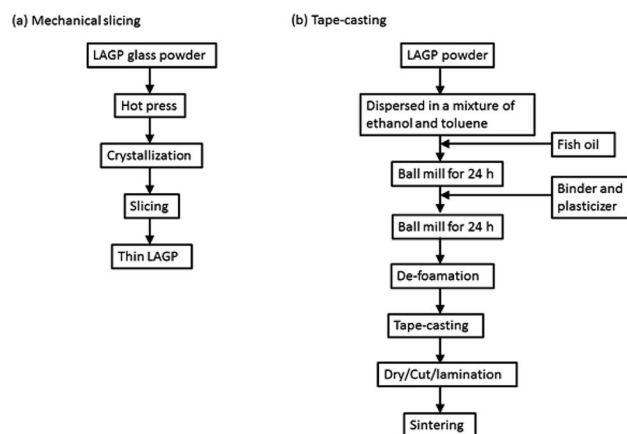 (a) Mechanical slicing
LAGP glass powder
Hot press
Crystallization
Slicing
Thin LAGP
(b) Tape-casting
LAGP powder
Dispersed in a mixture of
ethanol and toluene
Fish oil
Ball mill for 24 h
Binder and
plasticizer
Ball mill for 24 h
De-foamation
Tape-casting
Dry/Cut/lamination
Sintering